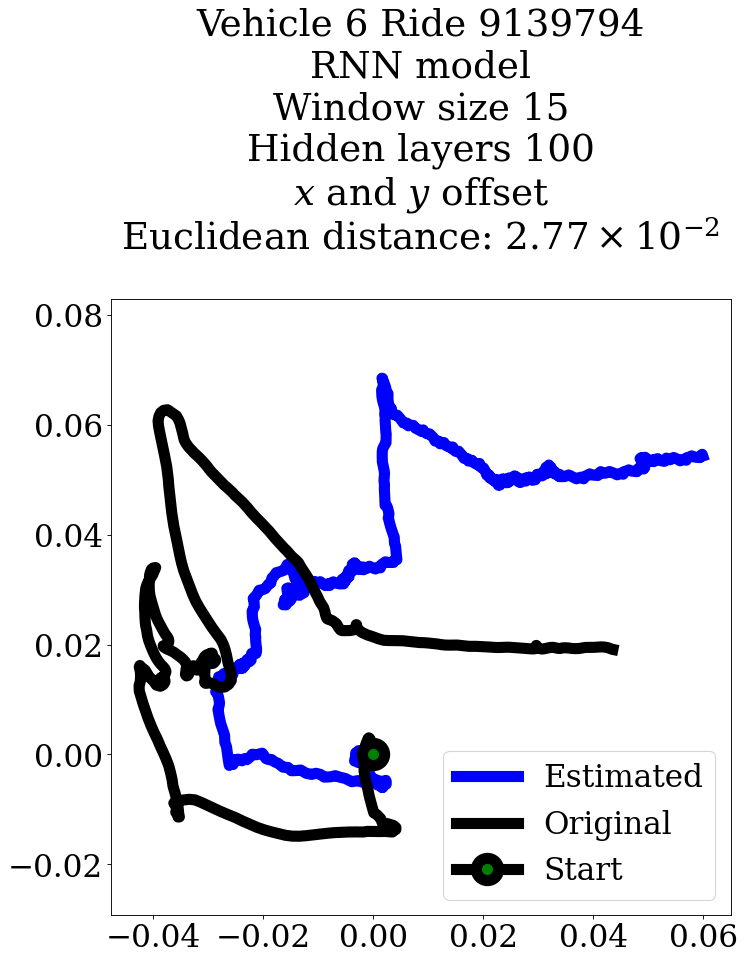 Vehicle 6 Ride 9139794
RNN model
Window size 15
Hidden layers 100
x and y offset
Euclidean distance: 2.77 × 10⁻²
0.08
0.06
0.04
0.02
0.00
−0.02
Estimated
Original
Start
−0.04 −0.02 0.00 0.02 0.04 0.06